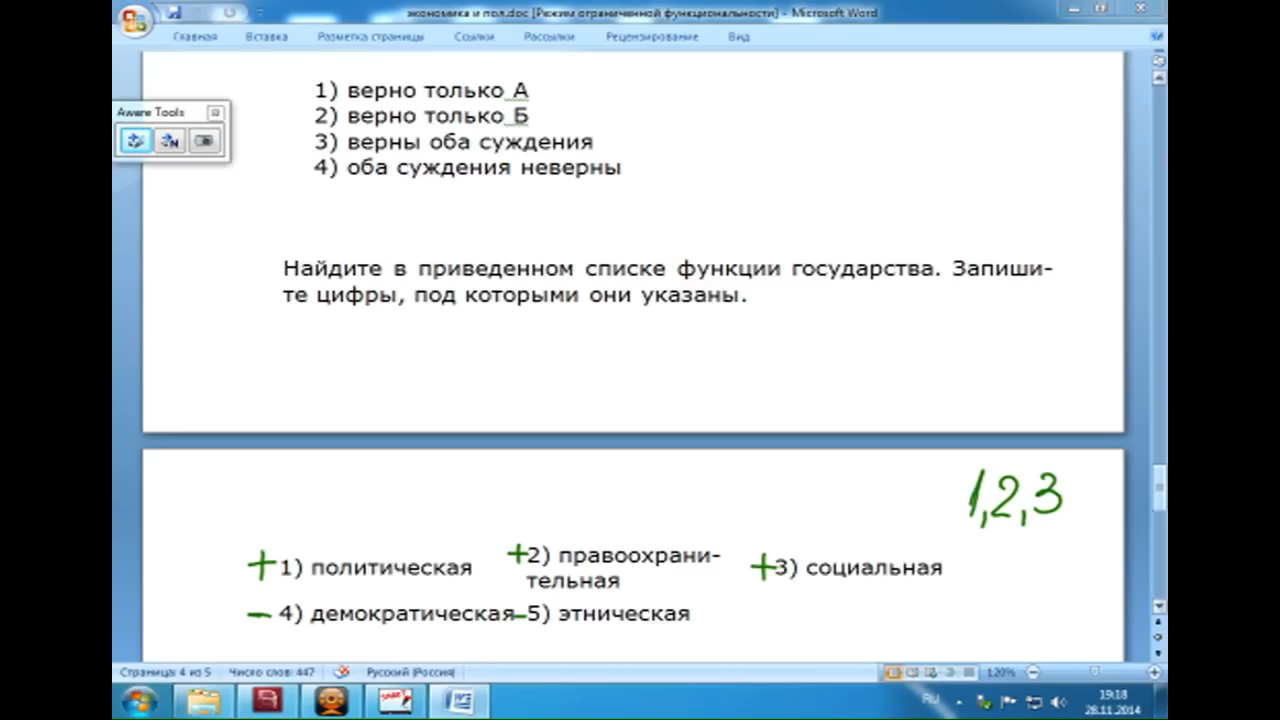 экономика и пол.doc [Режим ограниченной функциональности] - Microsoft Word
Главная Вставка Разметка страницы Ссылки Рассылки Рецензирование Вид
1) верно только А
Aware Tools
2) верно только Б
3) верны оба суждения
4) оба суждения неверны
Найдите в приведенном списке функции государства. Запиши-
те цифры, под которыми они указаны.
1,2,3
+ 1) политическая + 2) правоохрани-
тельная
+ 3) социальная
- 4) демократическая - 5) этническая
Страница: 4 из 5 Число слов: 447 Русский (Россия) 120%
RU 19:18
28.11.2014